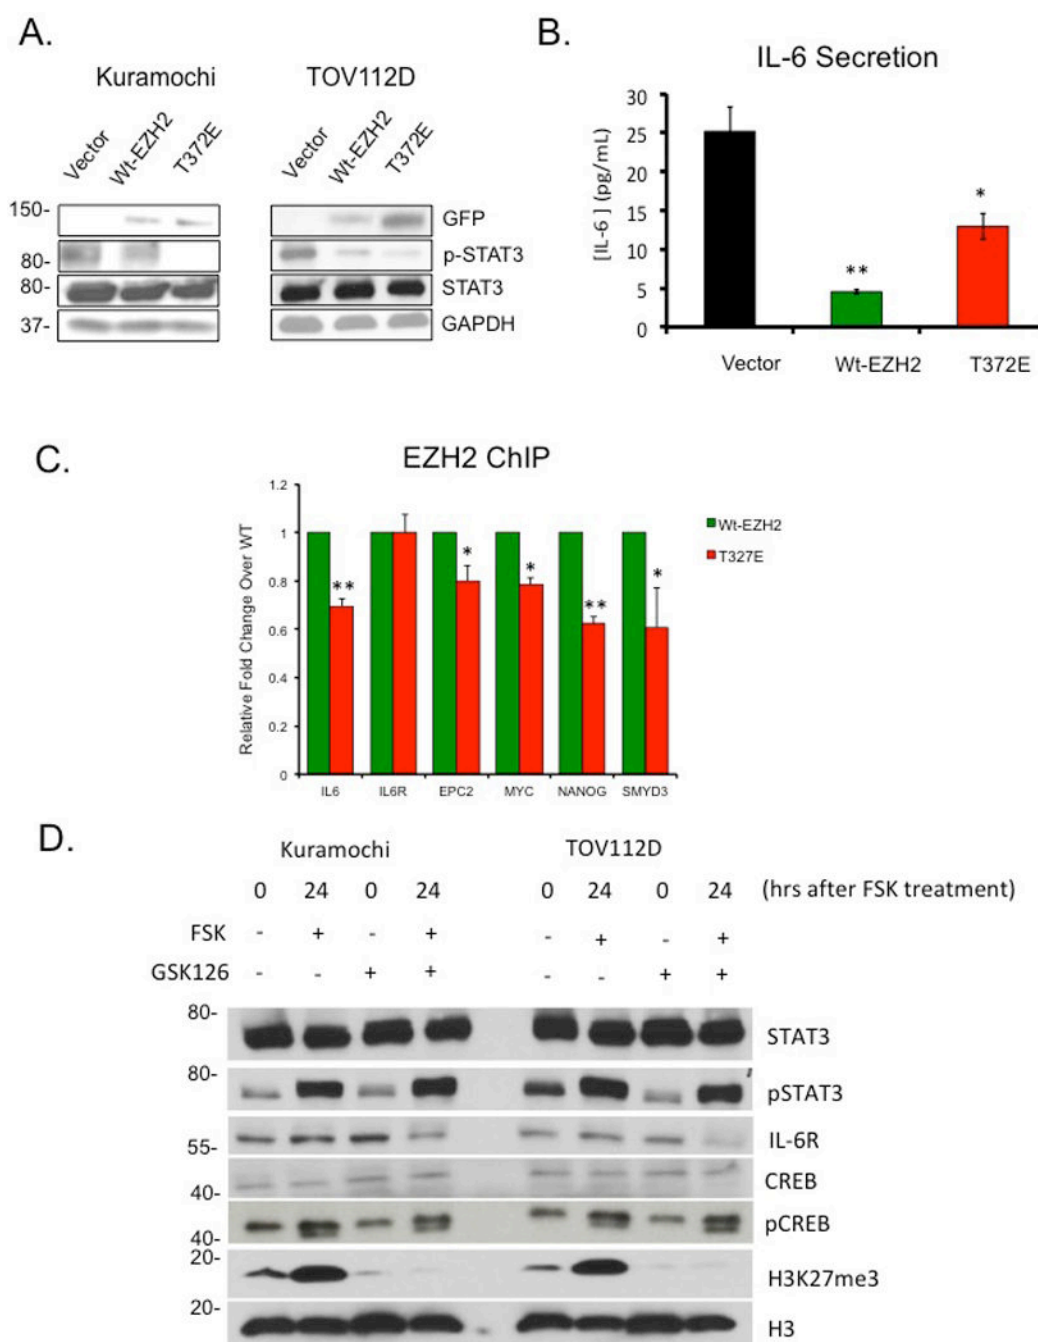 A.
Kuramochi TOV112D
Vector Wt-EZH2 T372E Vector Wt-EZH2 T372E
150- GFP
80- p-STAT3
80- STAT3
37- GAPDH
B.
IL-6 Secretion
[IL-6 ] (pg/mL)
30
25
20
15
10
5
0
**
*
Vector Wt-EZH2 T372E
C.
EZH2 ChIP
Relative Fold Change Over WT
1.2
1
0.8
0.6
0.4
0.2
0
** * * ** *
IL6 IL6R EPC2 MYC NANOG SMYD3
Wt-EZH2
T327E
D.
Kuramochi TOV112D
0 24 0 24 0 24 0 24 (hrs after FSK treatment)
FSK - + - + - + - +
GSK126 - - + + - - + +
80- STAT3
80- pSTAT3
55- IL-6R
40- CREB
40- pCREB
20- H3K27me3
20- H3